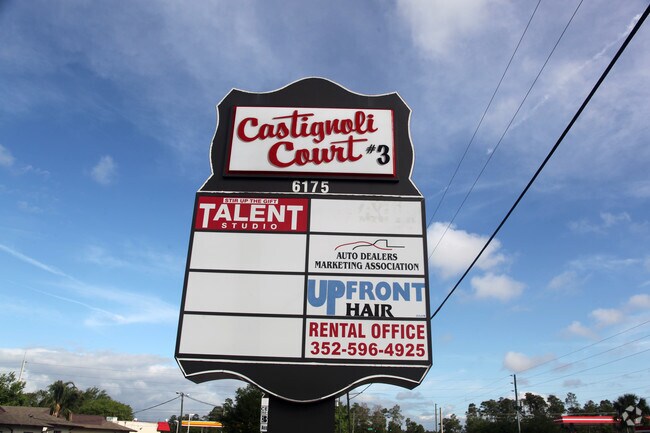 Castignoli
Court #3
6175
STIR UP THE GIFT
TALENT
STUDIO
AUTO DEALERS
MARKETING ASSOCIATION
UPFRONT
HAIR
RENTAL OFFICE
352-596-4925